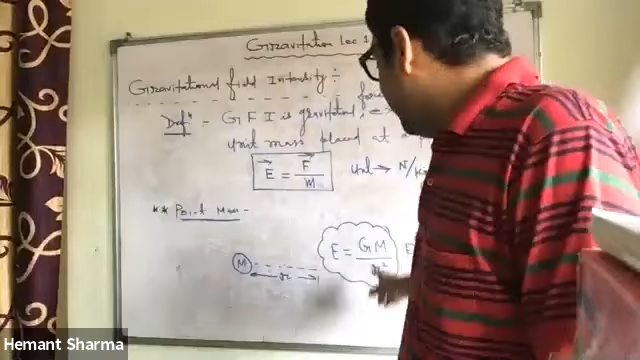 Gravitation Lec 1
Gravitational field Intensity :-
Defⁿ - G F I is gravitational force
unit mass placed at a
E⃗ = F⃗/m Unit → N/
** Point Mass -
M r E = GM/r² E
Hemant Sharma